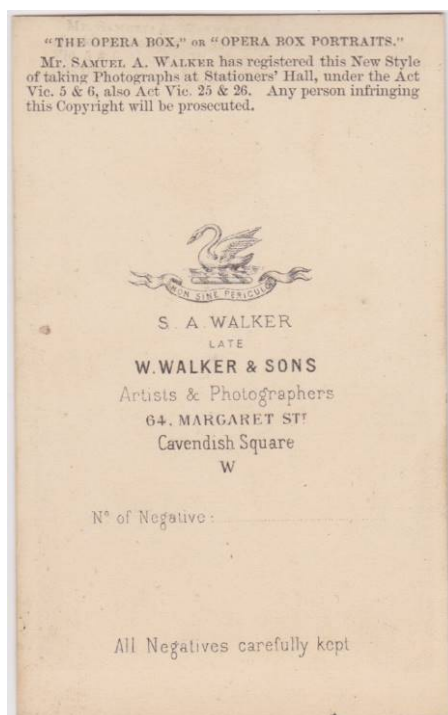 "THE OPERA BOX," OR "OPERA BOX PORTRAITS."
Mr. SAMUEL A. WALKER has registered this New Style
of taking Photographs at Stationers' Hall, under the Act
Vic. 5 & 6, also Act Vic. 25 & 26. Any person infringing
this Copyright will be prosecuted.
NON SINE PERICULO
S. A. WALKER
LATE
W. WALKER & SONS
Artists & Photographers
64. MARGARET STT
Cavendish Square
W
No of Negative:
All Negatives carefully kept